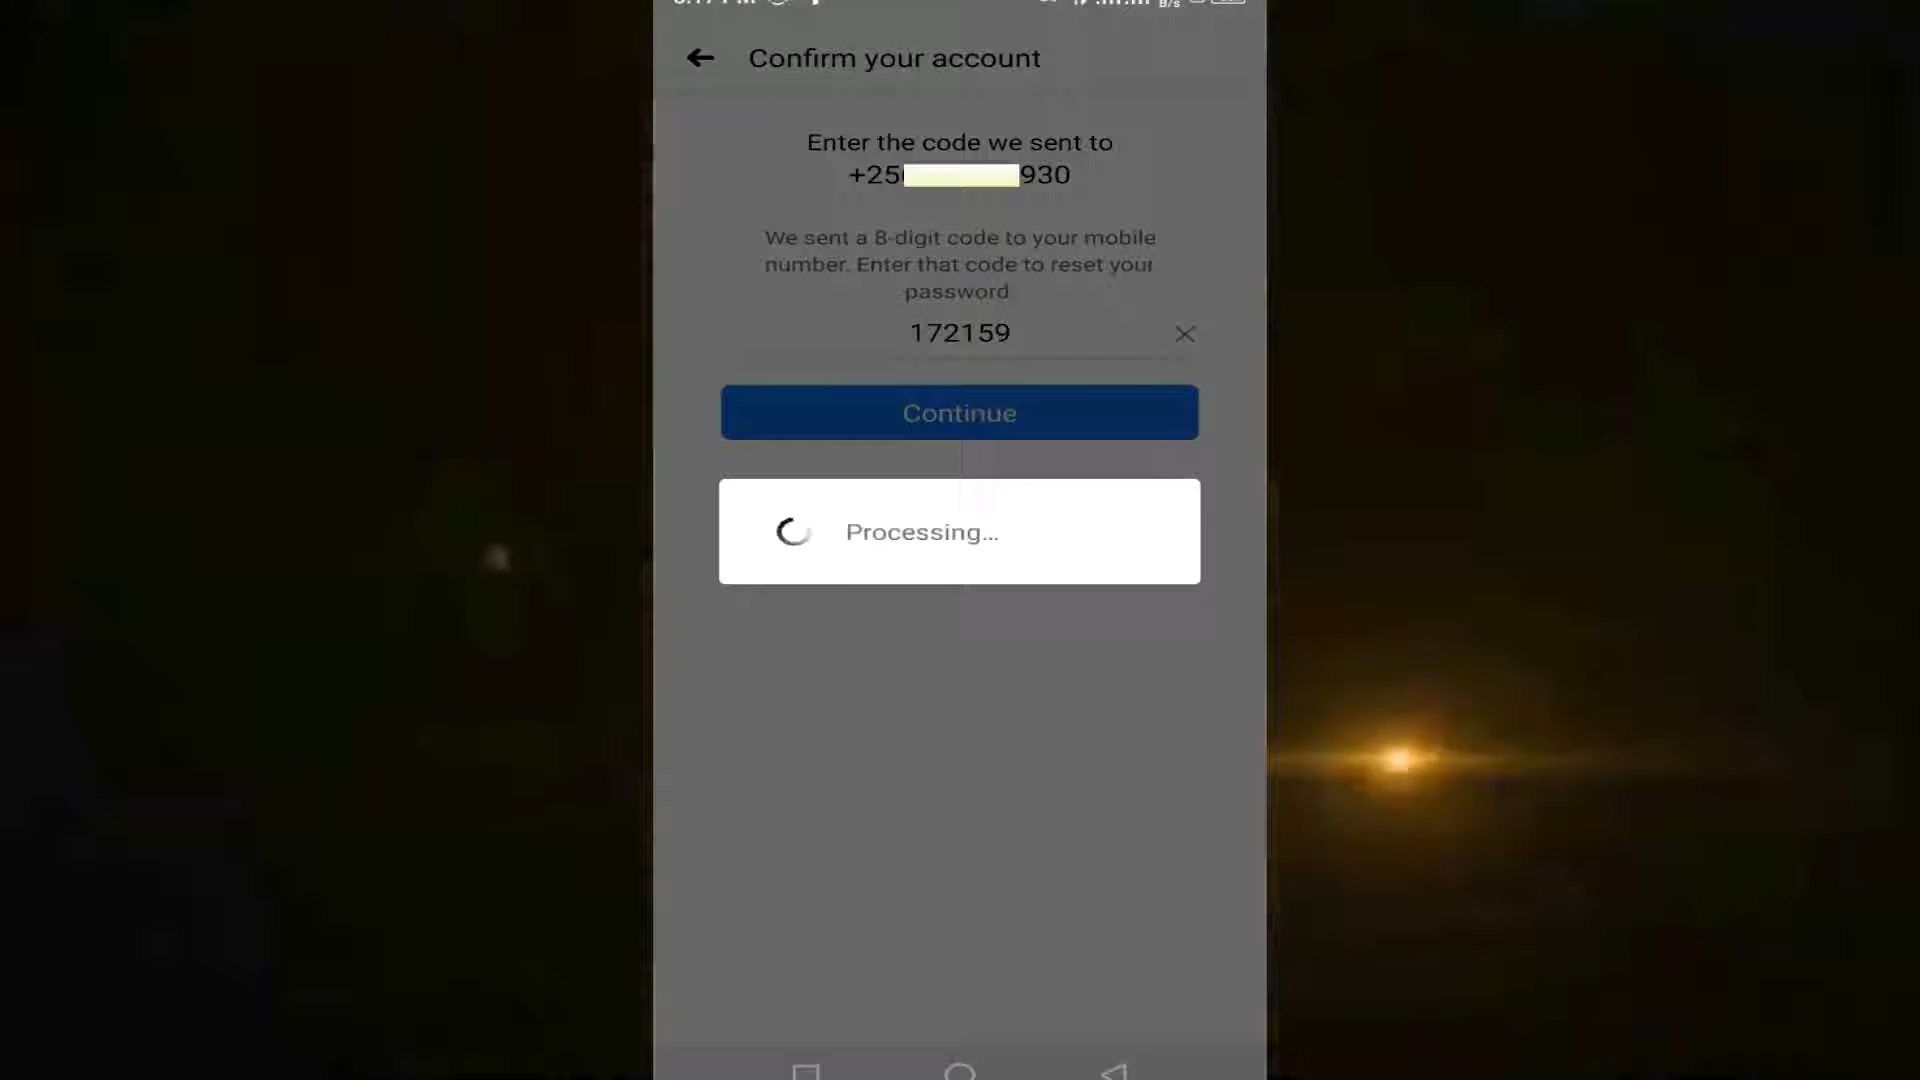 Confirm your account
Enter the code we sent to
+25 930
We sent a 8-digit code to your mobile
number. Enter that code to reset your
password
172159
Continue
Processing...